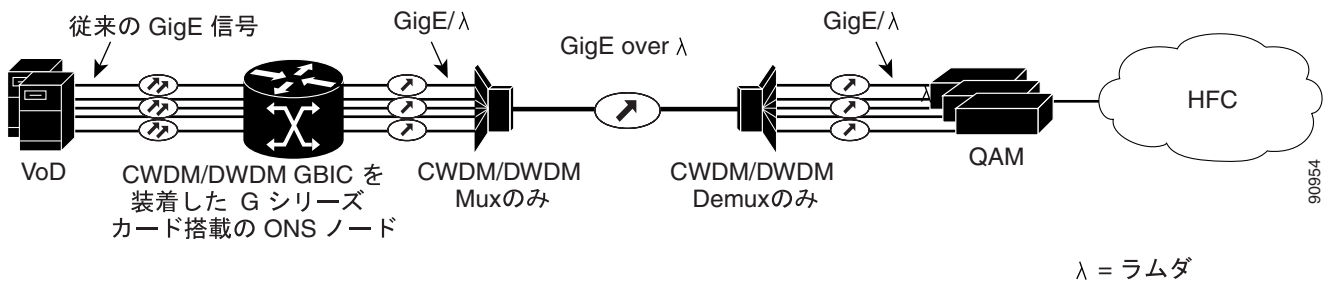 従来の GigE 信号
GigE/λ
GigE over λ
GigE/λ
λ
HFC
VoD
CWDM/DWDM GBIC を
装着した G シリーズ
カード搭載の ONS ノード
CWDM/DWDM
Muxのみ
CWDM/DWDM
Demuxのみ
QAM
90954
λ = ラムダ